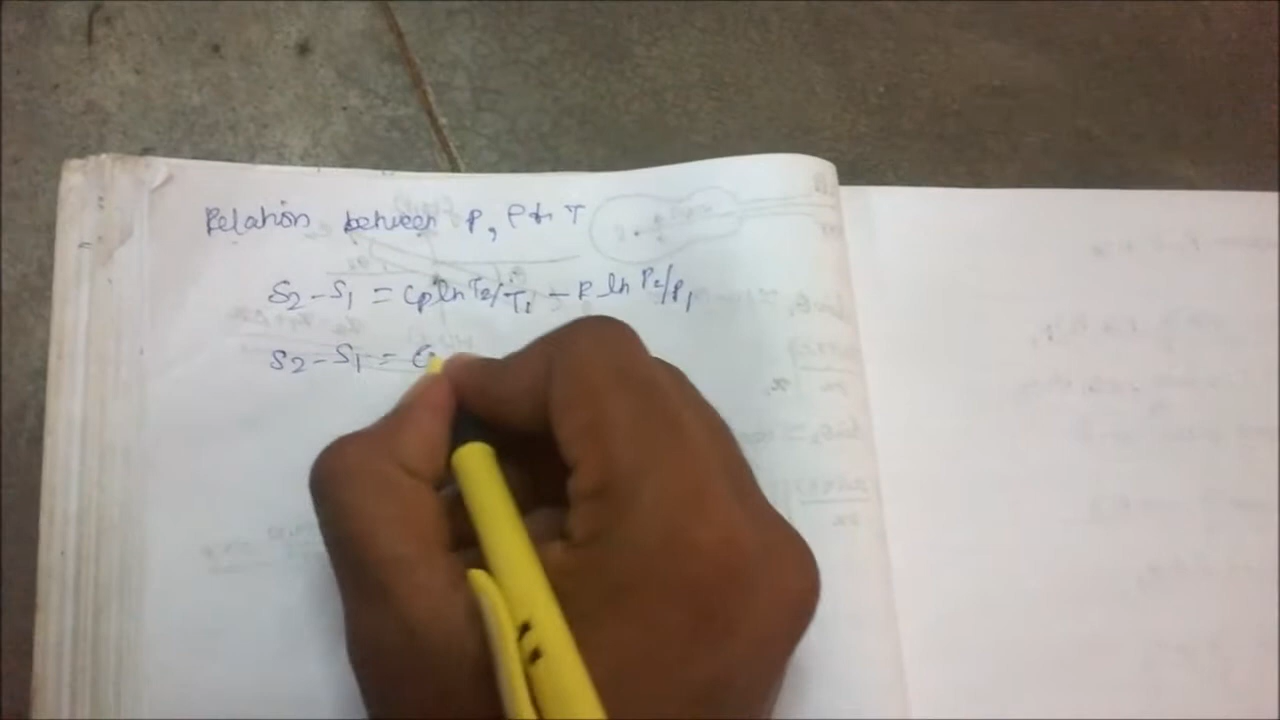 Relation between P, ρ & T
S2 - S1 = Cp ln T2/T1 - R ln P2/P1
S2 - S1 = C